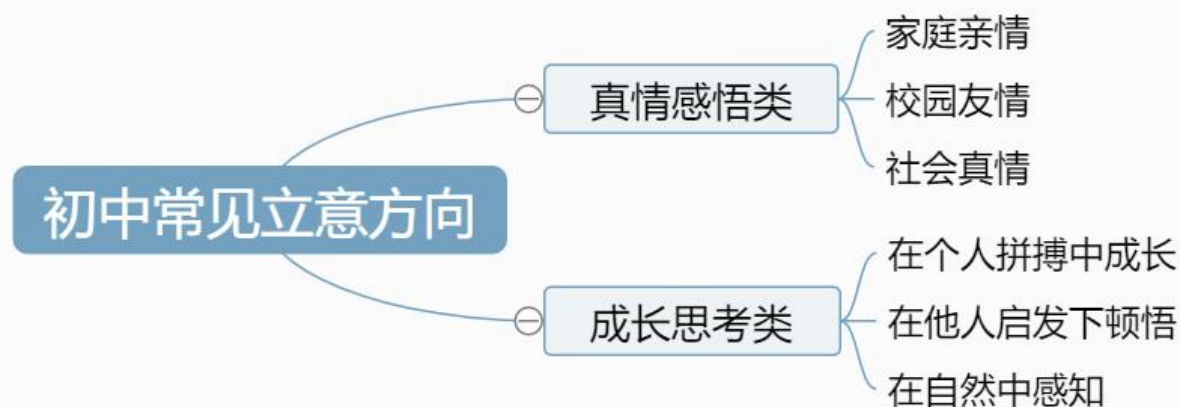 初中常见立意方向
真情感悟类
家庭亲情
校园友情
社会真情
成长思考类
在个人拼搏中成长
在他人启发下顿悟
在自然中感知